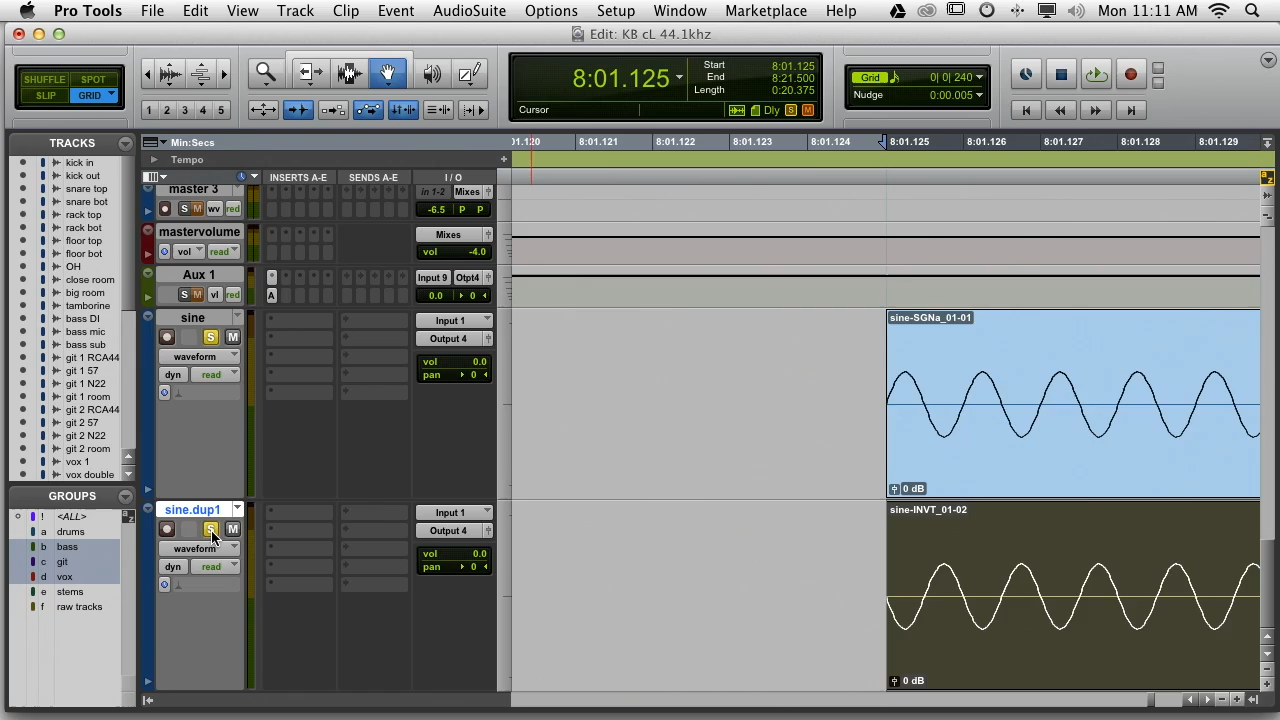 Pro Tools File Edit View Track Clip Event AudioSuite Options Setup Window Marketplace Help Mon 11:11 AM
Edit: KB cL 44.1khz
SHUFFLE SPOT
SLIP GRID
1 2 3 4 5
8:01.125
Start 8:01.125
End 8:21.500
Length 0:20.375
Cursor Dly S M
Grid 0| 0| 240
Nudge 0:00.005
TRACKS
kick in
kick out
snare top
snare bot
rack top
rack bot
floor top
floor bot
OH
close room
big room
tamborine
bass DI
bass mic
bass sub
git 1 RCA44
git 1 57
git 1 N22
git 1 room
git 2 RCA44
git 2 57
git 2 N22
git 2 room
vox 1
vox double
GROUPS
! <ALL>
a drums
b bass
c git
d vox
e stems
f raw tracks
Min:Secs
Tempo +
8:01.121 8:01.122 8:01.123 8:01.124 8:01.125 8:01.126 8:01.127 8:01.128 8:01.129
INSERTS A-E SENDS A-E I / O
master 3 in 1-2 Mixes
S M wv red -6.5 P P
mastervolume Mixes
vol read vol -4.0
Aux 1 Input 9 Otpt4
S M vl red A 0.0 0
sine Input 1
S M Output 4
waveform vol 0.0
dyn read pan 0
sine-SGNa_01-01
0 dB
sine.dup1 Input 1
S M Output 4
waveform vol 0.0
dyn read pan 0
sine-INVT_01-02
0 dB